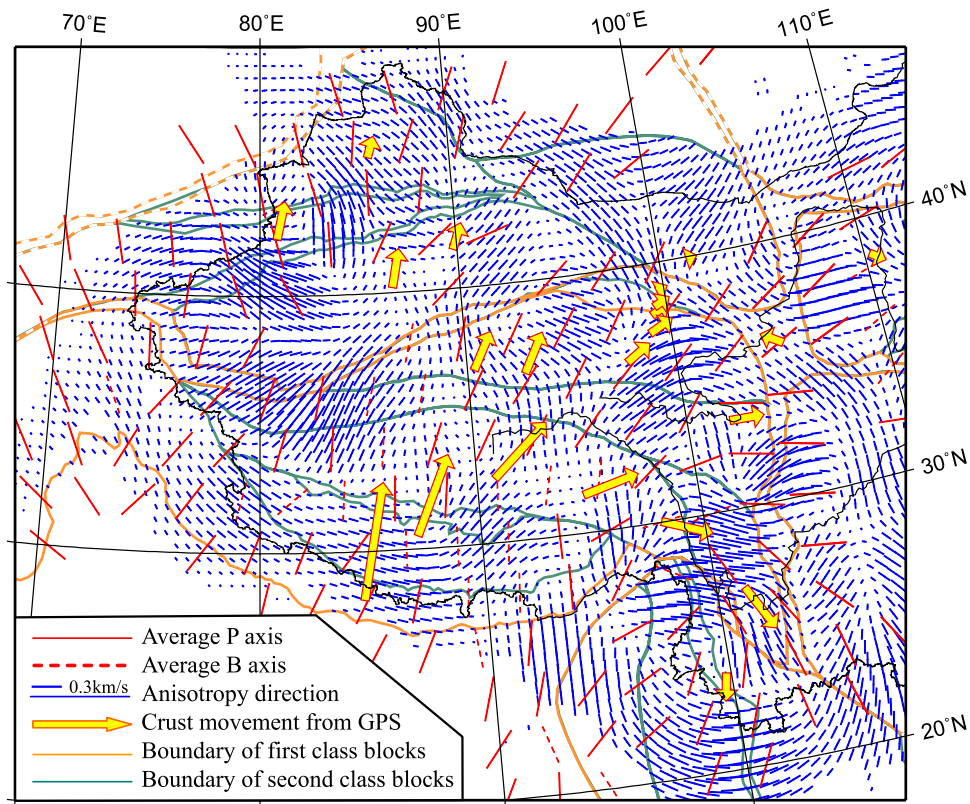 70°E 80°E 90°E 100°E 110°E
40°N
30°N
20°N
Average P axis
Average B axis
0.3km/s
Anisotropy direction
Crust movement from GPS
Boundary of first class blocks
Boundary of second class blocks